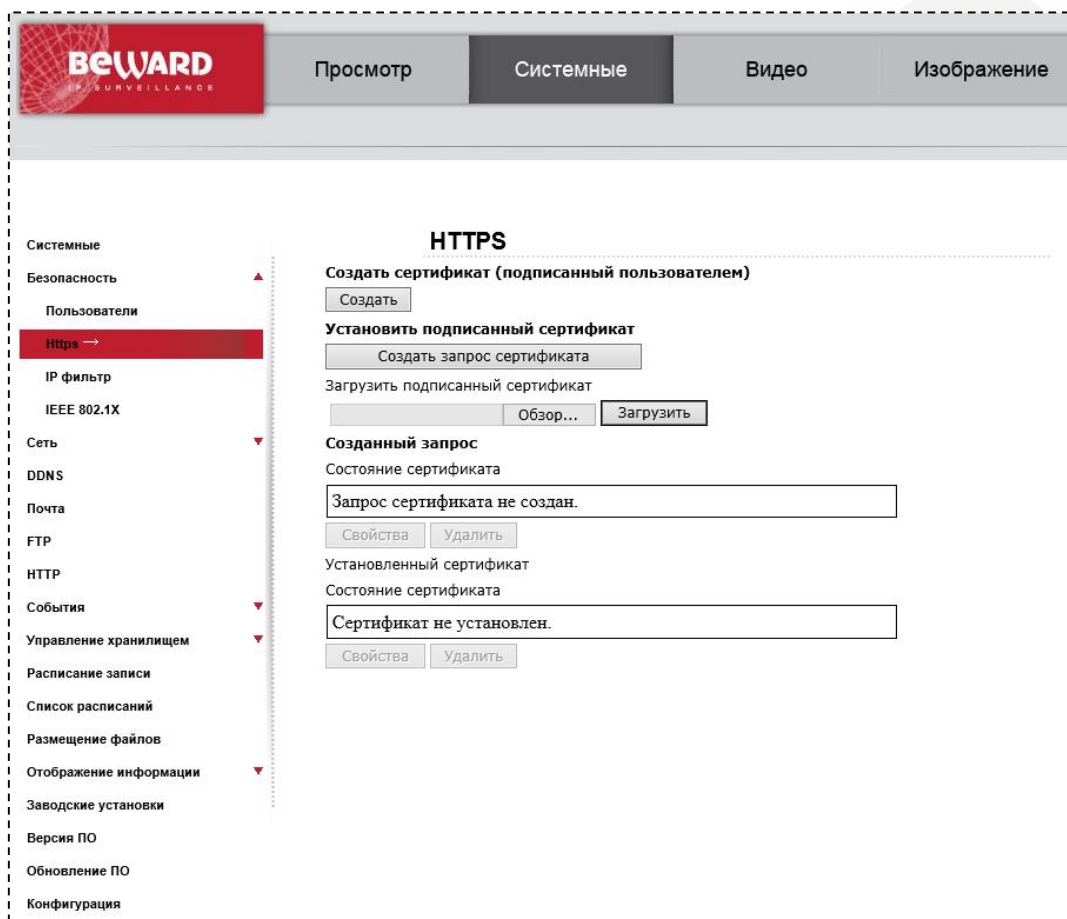 BEWARD
IP SURVEILLANCE
Просмотр
Системные
Видео
Изображение
Системные
Безопасность
Пользователи
Https →
IP фильтр
IEEE 802.1X
Сеть
DDNS
Почта
FTP
HTTP
События
Управление хранилищем
Расписание записи
Список расписаний
Размещение файлов
Отображение информации
Заводские установки
Версия ПО
Обновление ПО
Конфигурация
HTTPS
Создать сертификат (подписанный пользователем)
Создать
Установить подписанный сертификат
Создать запрос сертификата
Загрузить подписанный сертификат
Обзор... Загрузить
Созданный запрос
Состояние сертификата
Запрос сертификата не создан.
Свойства Удалить
Установленный сертификат
Состояние сертификата
Сертификат не установлен.
Свойства Удалить